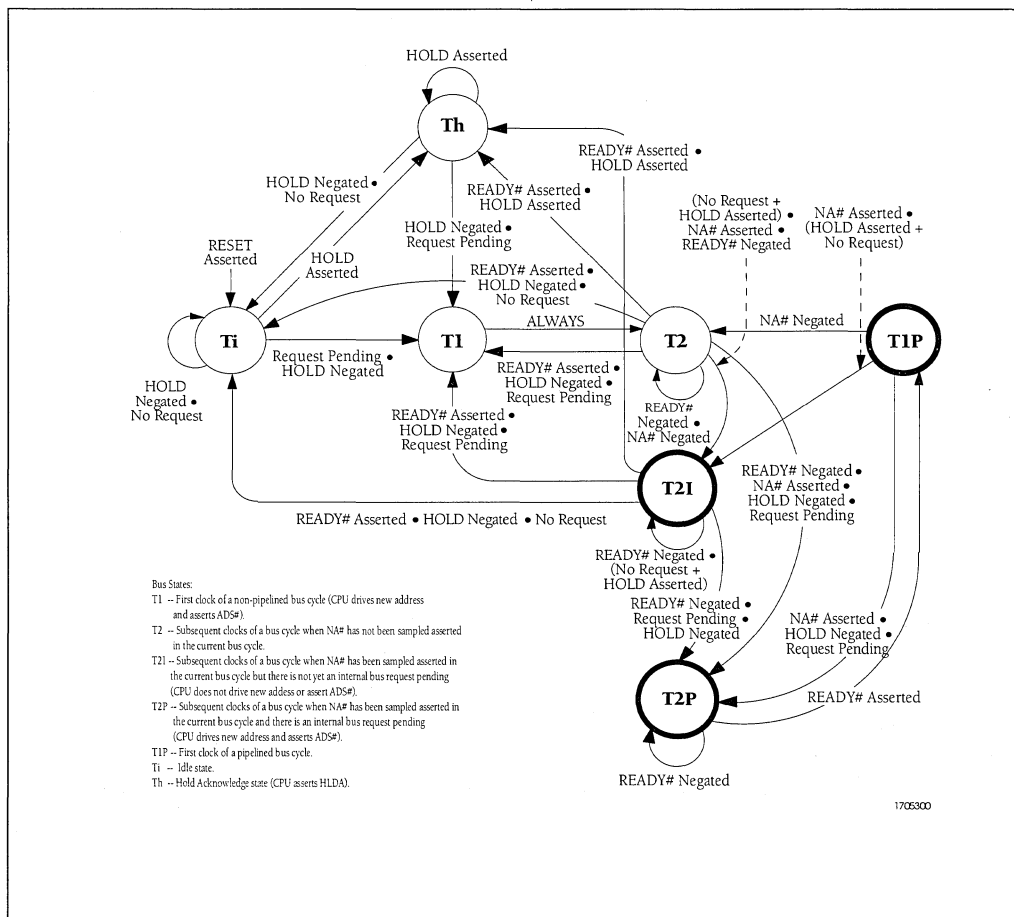 HOLD Asserted
Th
READY# Asserted •
HOLD Asserted
HOLD Negated •
No Request
READY# Asserted •
HOLD Asserted
(No Request +
HOLD Asserted) •
NA# Asserted •
READY# Negated
NA# Asserted •
(HOLD Asserted +
No Request)
RESET
Asserted
HOLD
Asserted
HOLD Negated •
Request Pending
READY# Asserted •
HOLD Negated •
No Request
Ti
T1
ALWAYS
T2
NA# Negated
T1P
Request Pending •
HOLD Negated
READY# Asserted •
HOLD Negated •
Request Pending
HOLD
Negated •
No Request
READY# Asserted •
HOLD Negated •
Request Pending
READY#
Negated •
NA# Negated
T2I
READY# Negated •
NA# Asserted •
HOLD Negated •
Request Pending
READY# Asserted • HOLD Negated • No Request
READY# Negated •
(No Request +
HOLD Asserted)
READY# Negated •
Request Pending •
HOLD Negated
NA# Asserted •
HOLD Negated •
Request Pending
T2P
READY# Asserted
READY# Negated
Bus States:
T1 -- First clock of a non-pipelined bus cycle (CPU drives new address
and asserts ADS#).
T2 -- Subsequent clocks of a bus cycle when NA# has not been sampled asserted
in the current bus cycle.
T2I -- Subsequent clocks of a bus cycle when NA# has been sampled asserted in
the current bus cycle but there is not yet an internal bus request pending
(CPU does not drive new addess or assert ADS#).
T2P -- Subsequent clocks of a bus cycle when NA# has been sampled asserted in
the current bus cycle and there is an internal bus request pending
(CPU drives new address and asserts ADS#).
T1P -- First clock of a pipelined bus cycle.
Ti -- Idle state.
Th -- Hold Acknowledge state (CPU asserts HLDA).
1705300